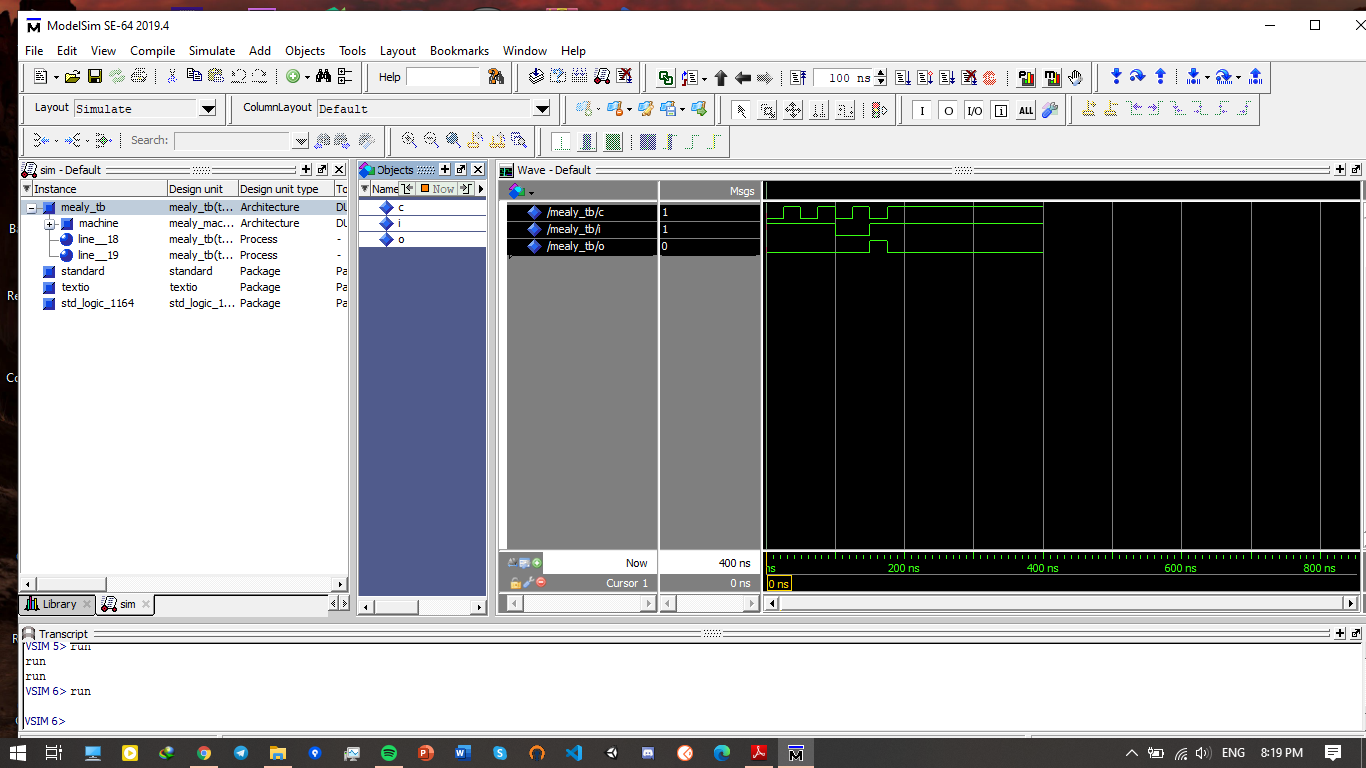 ModelSim SE-64 2019.4
File Edit View Compile Simulate Add Objects Tools Layout Bookmarks Window Help
Help 100 ns
Layout Simulate ColumnLayout Default I O I/O ALL
Search:
sim - Default Objects Wave - Default
Instance Design unit Design unit type To Name Now Msgs
mealy_tb mealy_tb(t... Architecture DU c /mealy_tb/c 1
machine mealy_mac... Architecture DU i /mealy_tb/i 1
line__18 mealy_tb(t... Process - o /mealy_tb/o 0
line__19 mealy_tb(t... Process -
standard standard Package Pa
textio textio Package Pa
std_logic_1164 std_logic_1... Package Pa
Now 400 ns ns 200 ns 400 ns 600 ns 800 ns
Cursor 1 0 ns 0 ns
Library sim
Transcript
VSIM 5> run
run
run
VSIM 6> run
VSIM 6>
ENG 8:19 PM